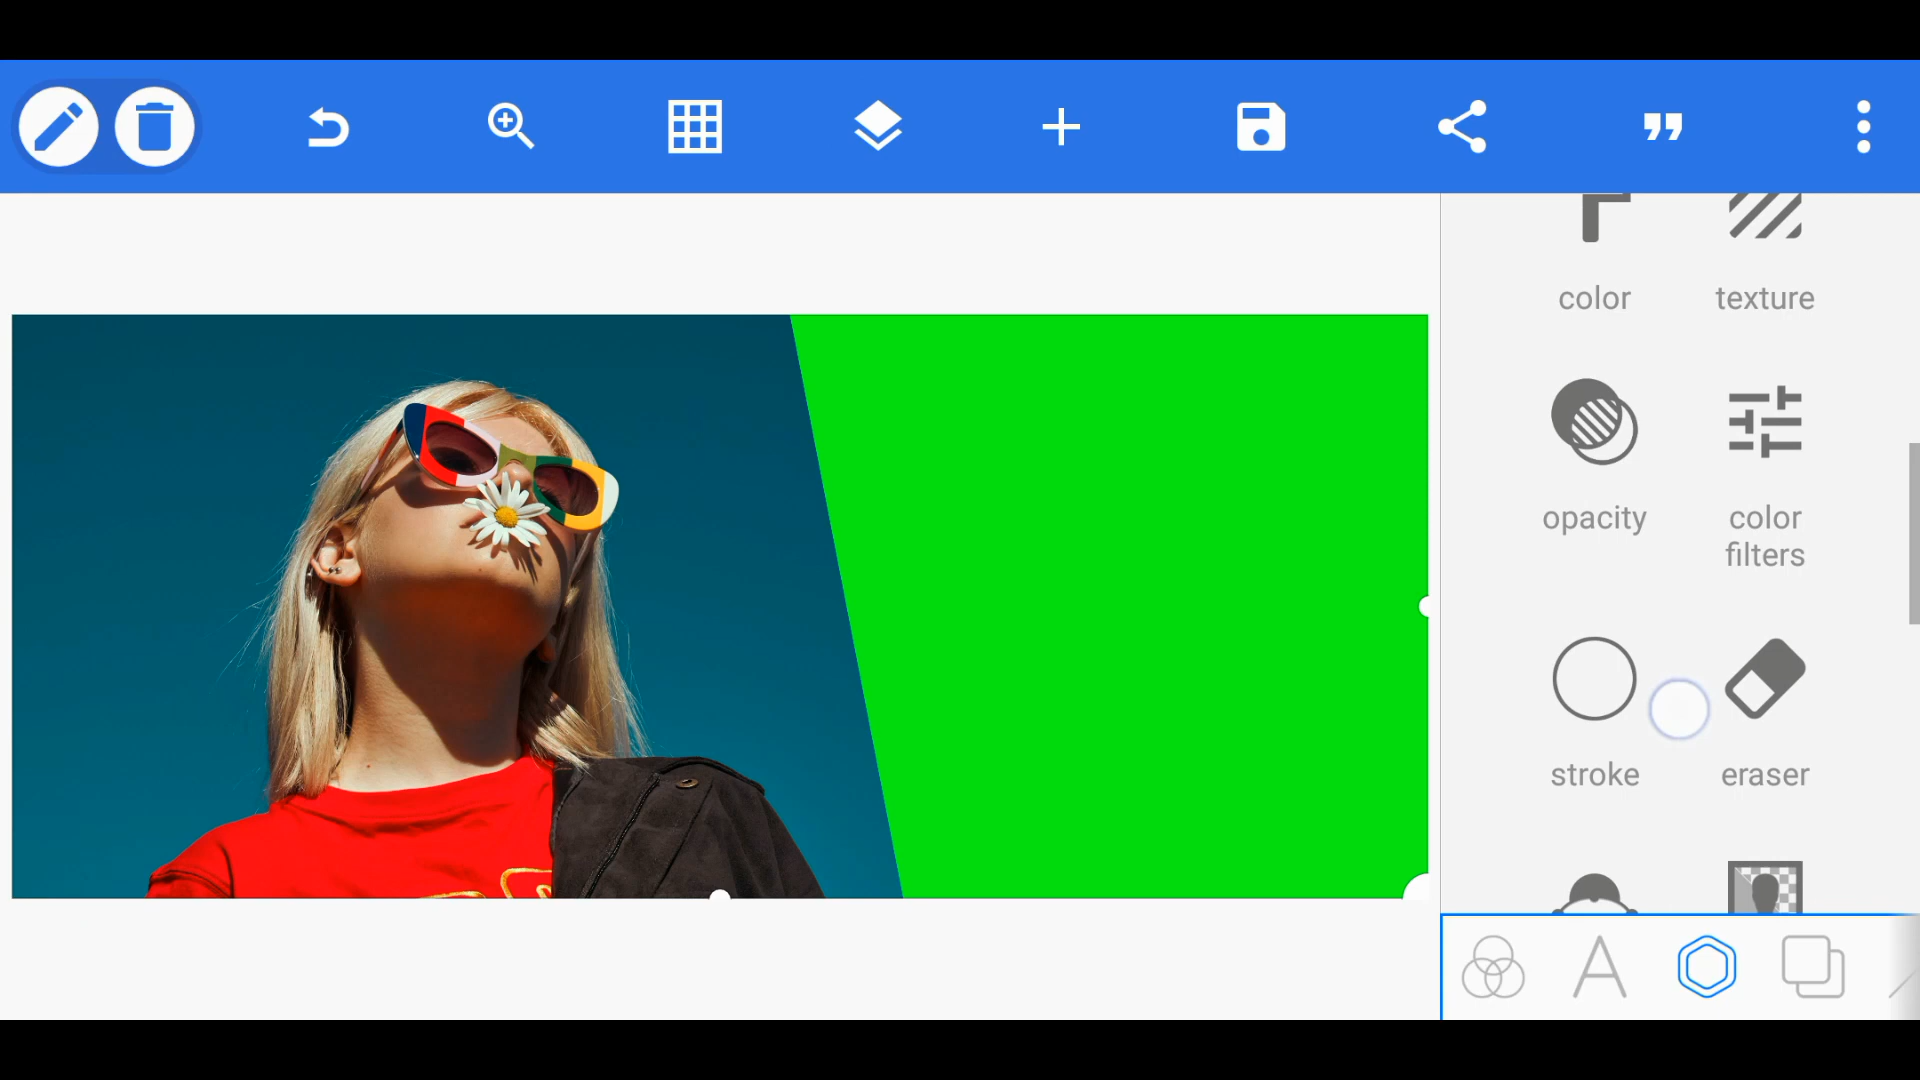 color
texture
opacity
color
filters
stroke
eraser